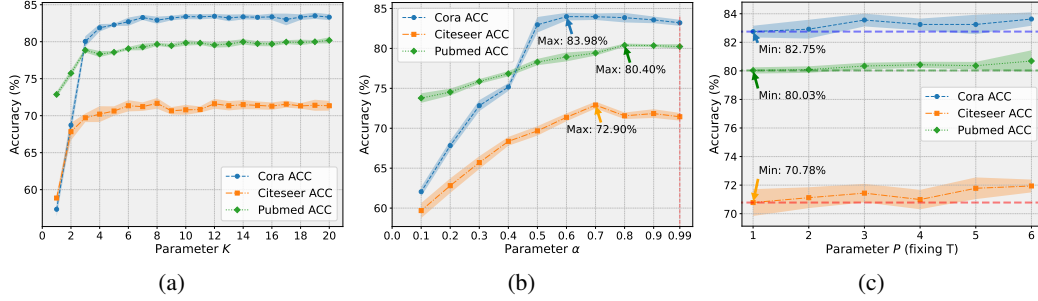 85
80
75
70
65
60
Accuracy (%)
Cora ACC
Citeseer ACC
Pubmed ACC
0 2 4 6 8 10 12 14 16 18 20
Parameter K
(a)
85
80
75
70
65
60
Accuracy (%)
Cora ACC
Citeseer ACC
Pubmed ACC
Max: 83.98%
Max: 80.40%
Max: 72.90%
0.0 0.1 0.2 0.3 0.4 0.5 0.6 0.7 0.8 0.9 0.99
Parameter α
(b)
84
82
80
78
76
74
72
70
Accuracy (%)
Min: 82.75%
Min: 80.03%
Cora ACC
Citeseer ACC
Pubmed ACC
Min: 70.78%
1 2 3 4 5 6
Parameter P (fixing T)
(c)